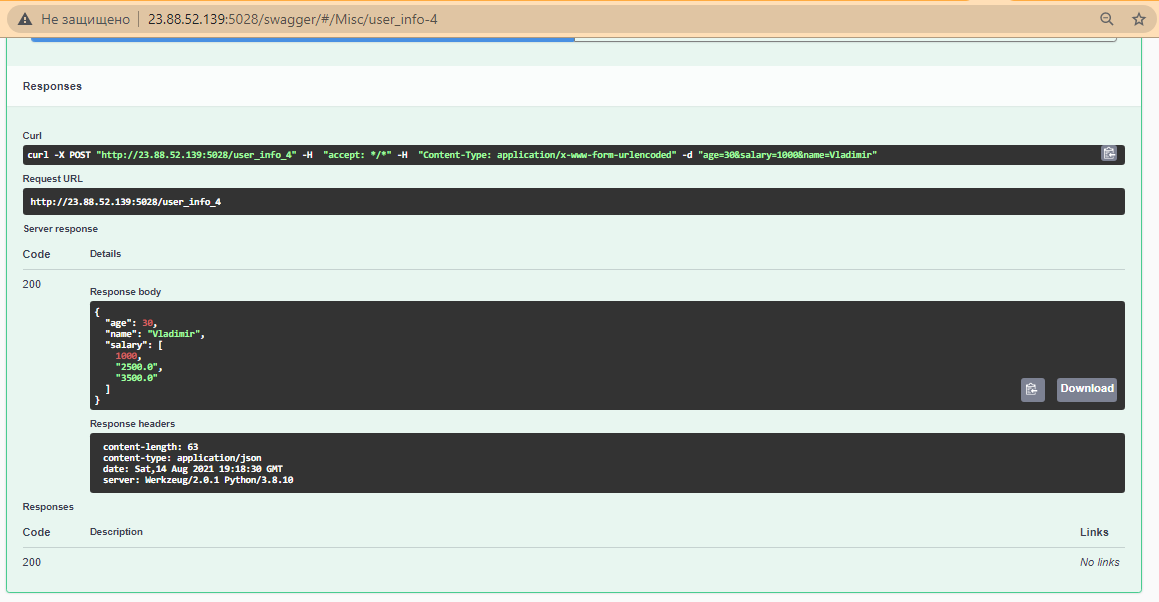 Не защищено 23.88.52.139:5028/swagger/#/Misc/user_info-4
Responses
Curl
curl -X POST "http://23.88.52.139:5028/user_info_4" -H  "accept: */*" -H  "Content-Type: application/x-www-form-urlencoded" -d "age=30&salary=1000&name=Vladimir"
Request URL
http://23.88.52.139:5028/user_info_4
Server response
Code Details
200
Response body
{
  "age": 30,
  "name": "Vladimir",
  "salary": [
    1000,
    "2500.0",
    "3500.0"
  ]
}
Download
Response headers
content-length: 63
content-type: application/json
date: Sat,14 Aug 2021 19:18:30 GMT
server: Werkzeug/2.0.1 Python/3.8.10
Responses
Code Description Links
200 No links